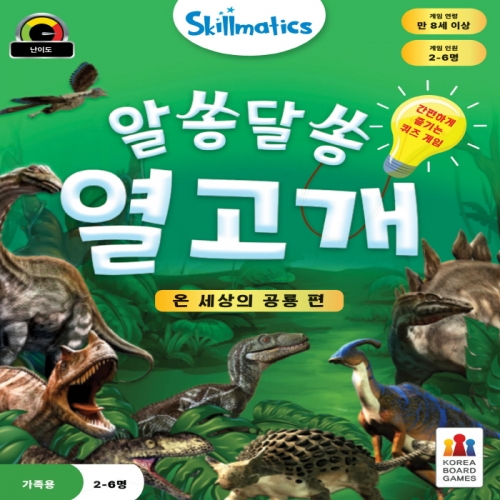 Skillmatics
난이도
게임 연령
만 8세 이상
게임 인원
2-6명
알쏭달쏭
열고개
간편하게
즐기는
퀴즈 게임
온 세상의 공룡 편
가족용
2-6명
KOREA
BOARD
GAMES